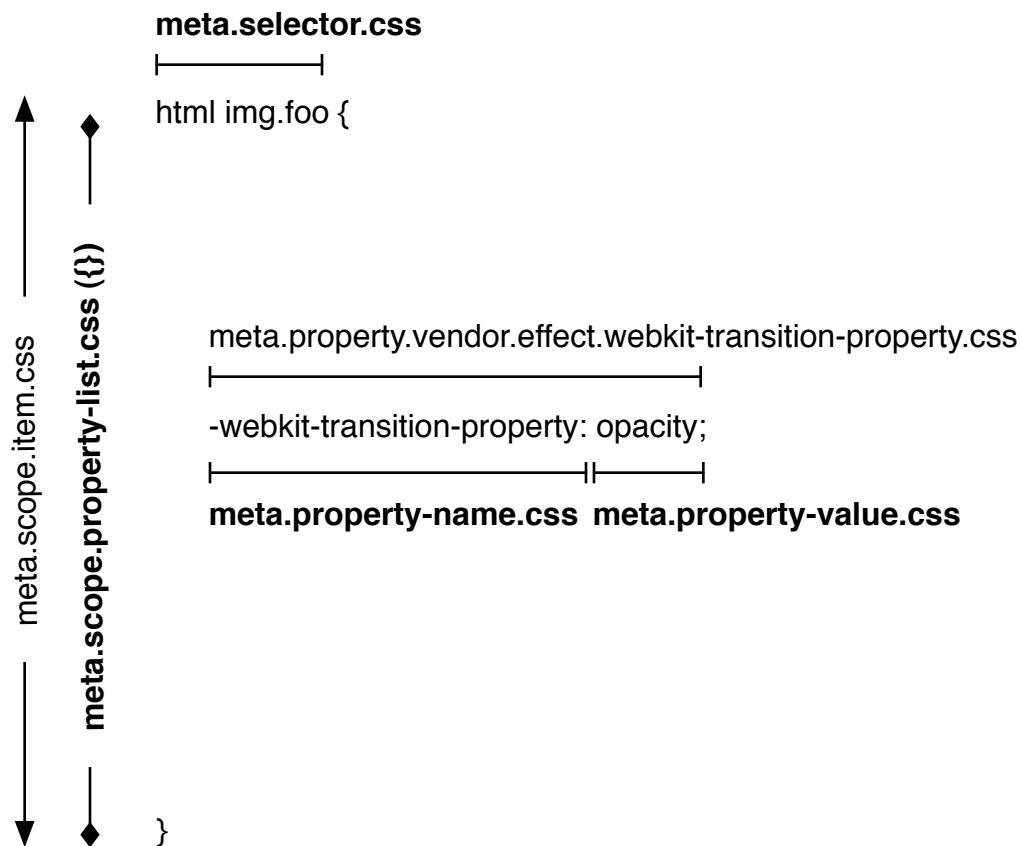 meta.selector.css
html img.foo {
meta.scope.item.css
meta.scope.property-list.css ({})
meta.property.vendor.effect.webkit-transition-property.css
-webkit-transition-property: opacity;
meta.property-name.css meta.property-value.css
}